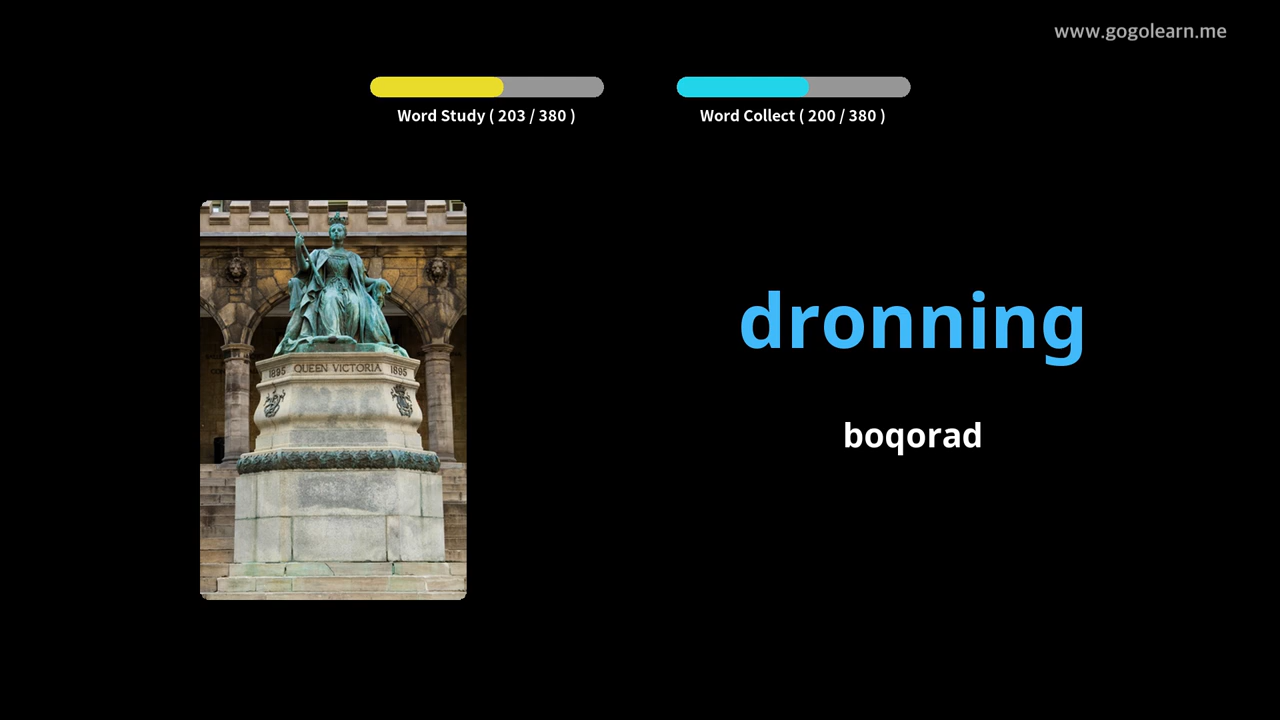 www.gogolearn.me
Word Study ( 203 / 380 )
Word Collect ( 200 / 380 )
1895 QUEEN VICTORIA 1895
dronning
boqorad